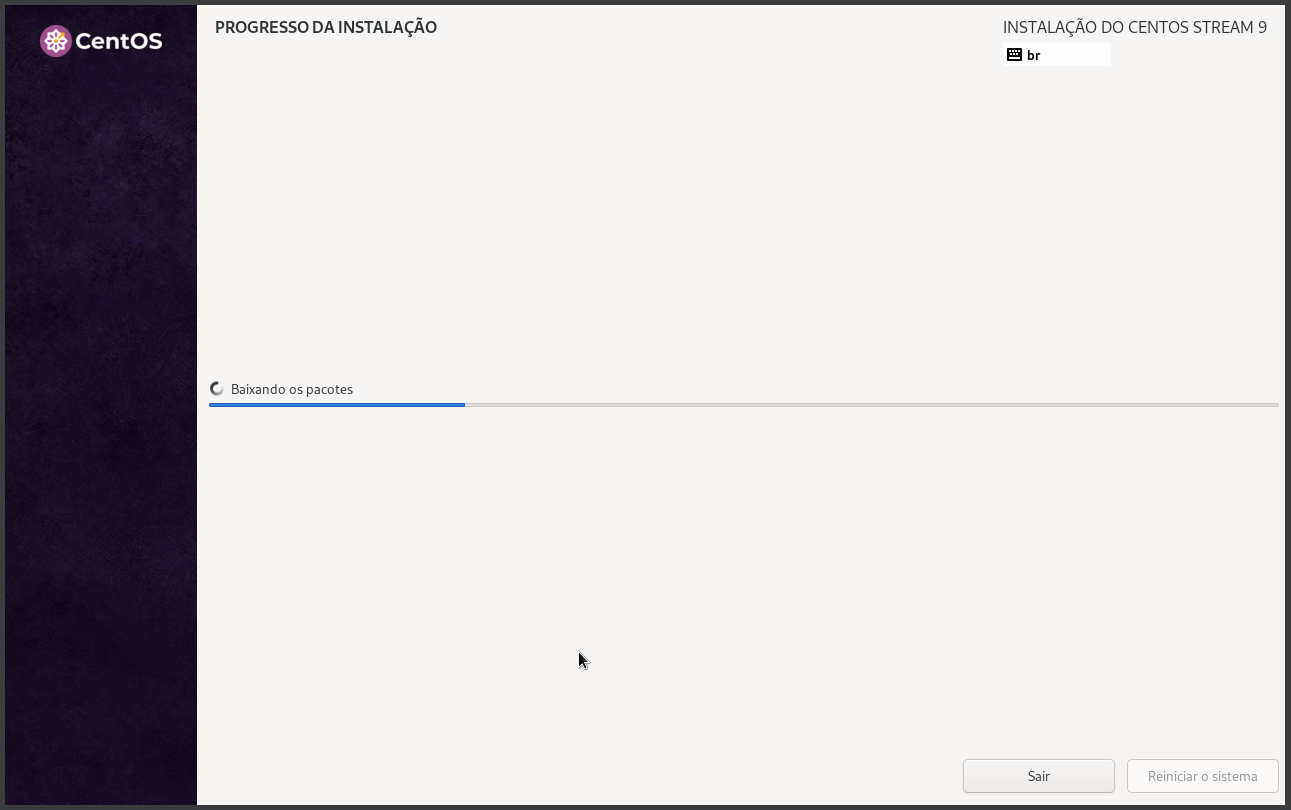 CentOS
PROGRESSO DA INSTALAÇÃO
INSTALAÇÃO DO CENTOS STREAM 9
br
Baixando os pacotes
Sair
Reiniciar o sistema